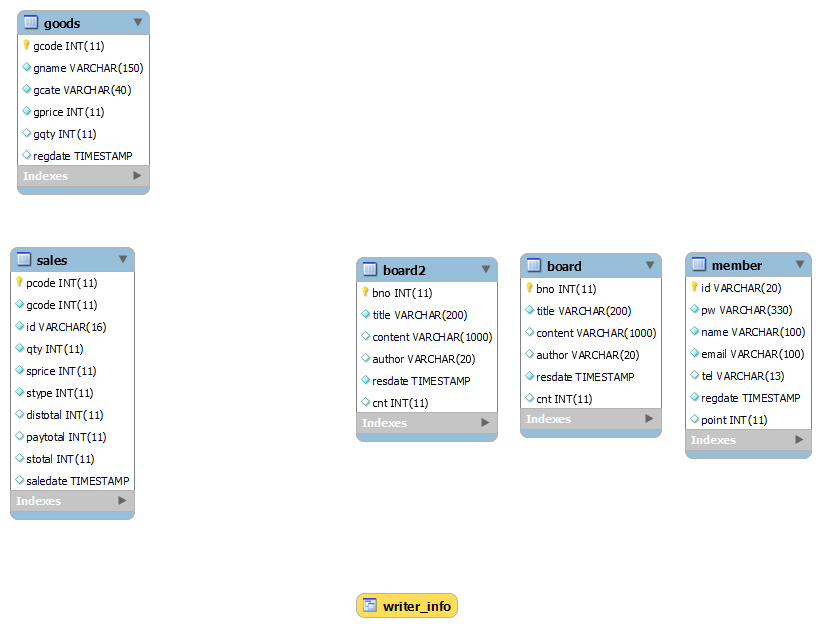 goods
gcode INT(11)
gname VARCHAR(150)
gcate VARCHAR(40)
gprice INT(11)
gqty INT(11)
regdate TIMESTAMP
Indexes
sales
pcode INT(11)
gcode INT(11)
id VARCHAR(16)
qty INT(11)
sprice INT(11)
stype INT(11)
distotal INT(11)
paytotal INT(11)
stotal INT(11)
saledate TIMESTAMP
Indexes
board2
bno INT(11)
title VARCHAR(200)
content VARCHAR(1000)
author VARCHAR(20)
resdate TIMESTAMP
cnt INT(11)
Indexes
board
bno INT(11)
title VARCHAR(200)
content VARCHAR(1000)
author VARCHAR(20)
resdate TIMESTAMP
cnt INT(11)
Indexes
member
id VARCHAR(20)
pw VARCHAR(330)
name VARCHAR(100)
email VARCHAR(100)
tel VARCHAR(13)
regdate TIMESTAMP
point INT(11)
Indexes
writer_info